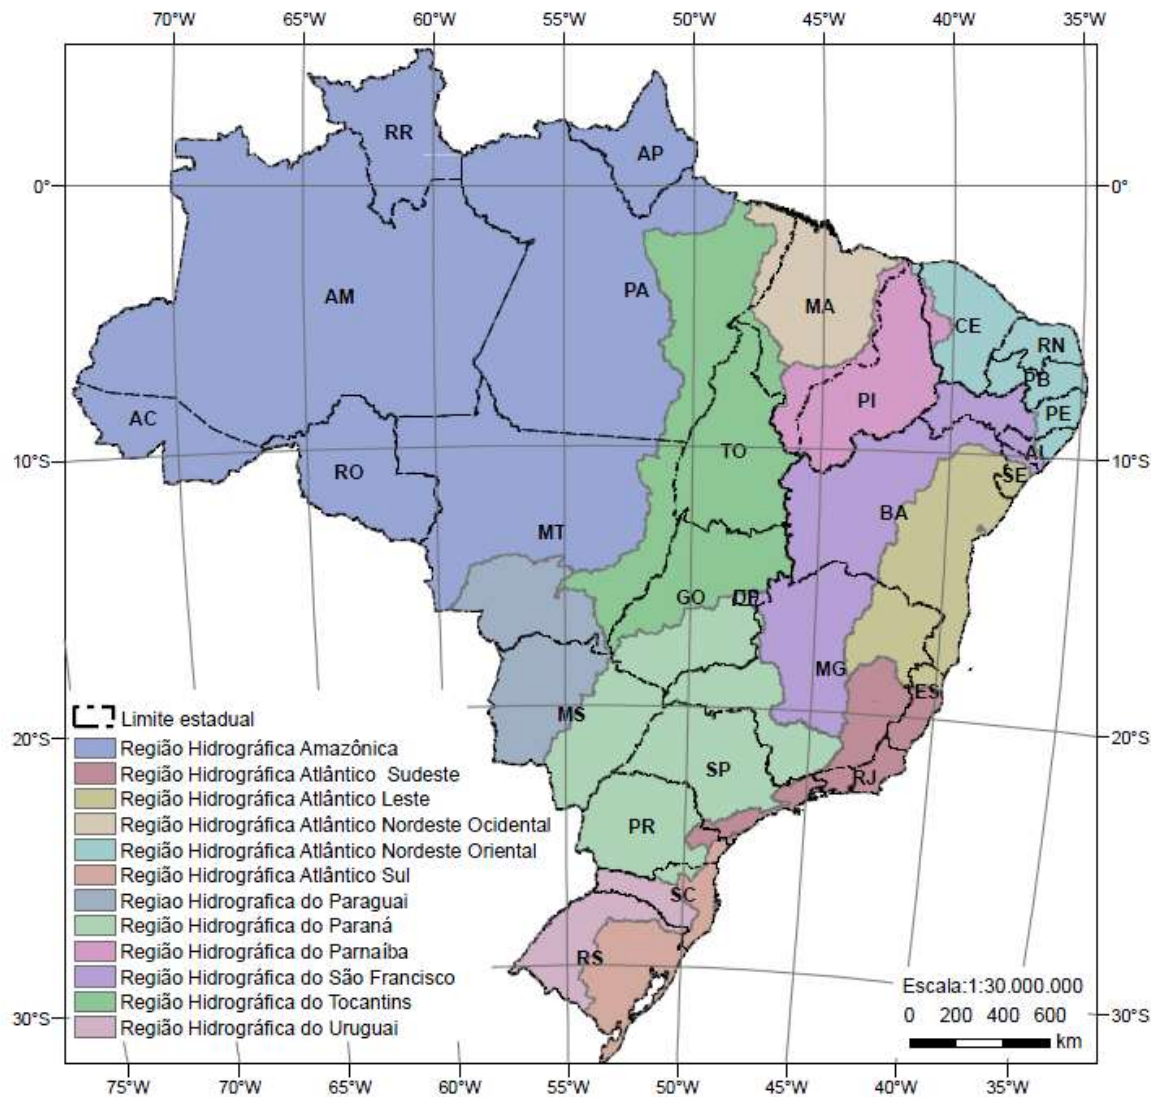 70°W 65°W 60°W 55°W 50°W 45°W 40°W 35°W
RR
AP
0° 0°
PA
AM
MA
CE
RN
PB
PI
AC
PE
TO
AL
10°S 10°S
RO
SE
BA
MT
GO DF
MG
ES
MS
Limite estadual
20°S 20°S
Região Hidrográfica Amazônica
SP
Região Hidrográfica Atlântico Sudeste
RJ
Região Hidrográfica Atlântico Leste
Região Hidrográfica Atlântico Nordeste Ocidental
PR
Região Hidrográfica Atlântico Nordeste Oriental
Região Hidrográfica Atlântico Sul
SC
Regiao Hidrografica do Paraguai
Região Hidrográfica do Paraná
Região Hidrográfica do Parnaíba
RS
Região Hidrográfica do São Francisco
Escala:1:30.000.000
Região Hidrográfica do Tocantins
0 200 400 600
Região Hidrográfica do Uruguai
km
30°S 30°S
75°W 70°W 65°W 60°W 55°W 50°W 45°W 40°W 35°W